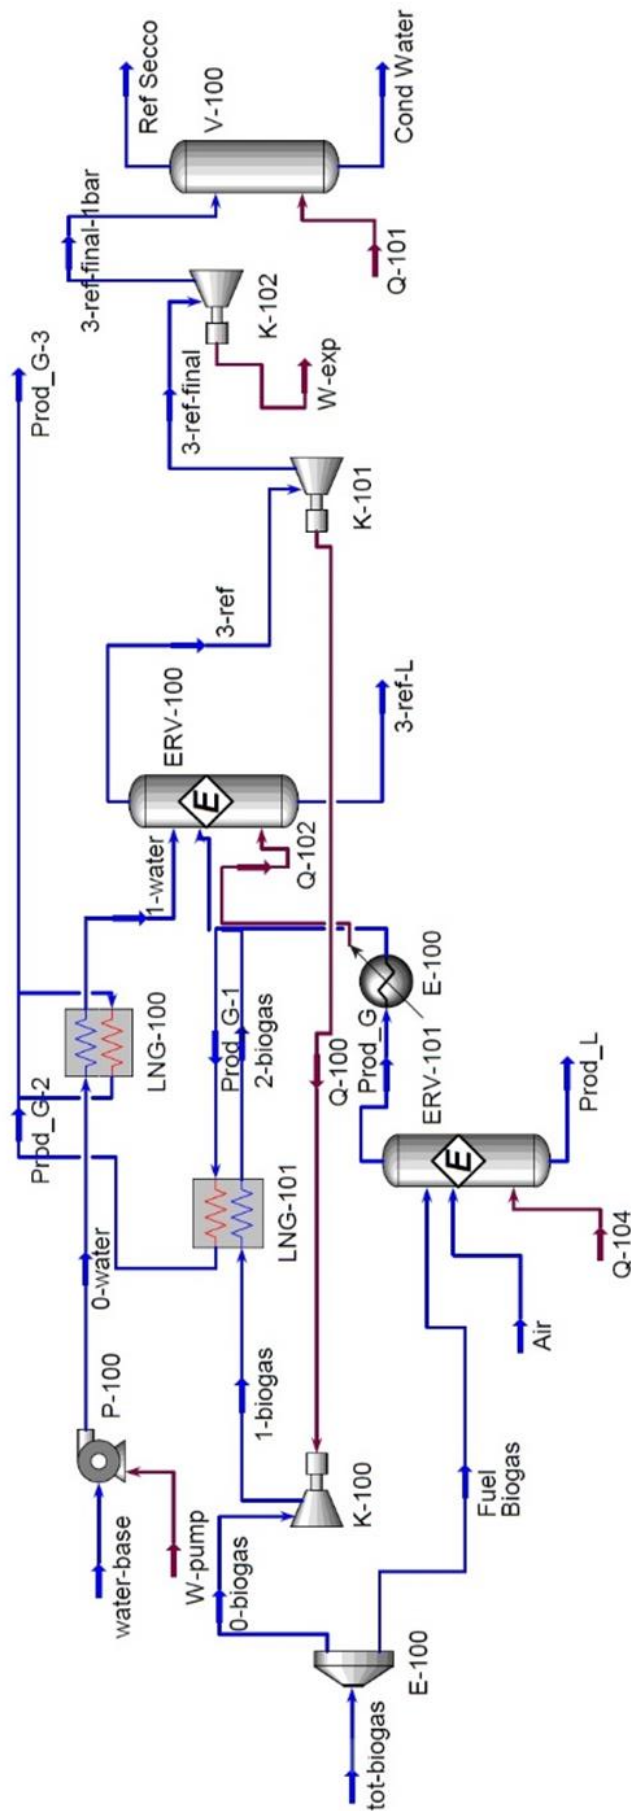 tot-biogas
E-100
0-biogas
Fuel
Biogas
water-base
W-pump
P-100
0-water
K-100
1-biogas
LNG-101
Prod_G-2
LNG-100
Prod_G-1
2-biogas
1-water
Q-100
Air
Q-104
ERV-101
E
Prod_G
Prod_L
E-100
Q-102
ERV-100
E
3-ref-L
3-ref
K-101
Prod_G-3
3-ref-final
K-102
W-exp
3-ref-final-1bar
Q-101
V-100
Ref Secco
Cond Water